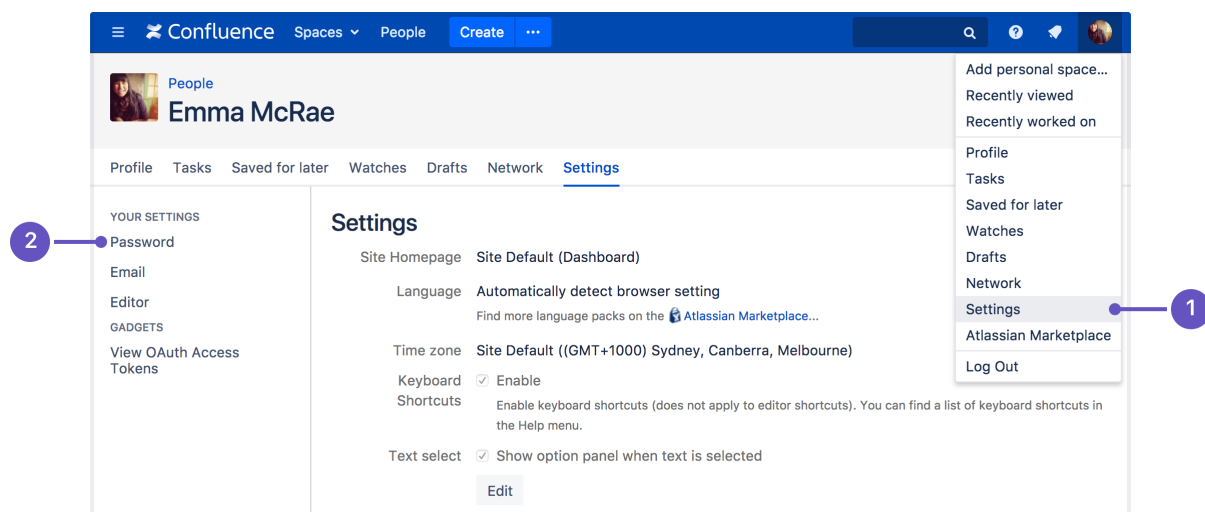 Confluence Spaces People Create ···
People
Emma McRae
Profile Tasks Saved for later Watches Drafts Network Settings
YOUR SETTINGS
Password
Email
Editor
GADGETS
View OAuth Access
Tokens
2
Settings
Site Homepage Site Default (Dashboard)
Language Automatically detect browser setting
Find more language packs on the Atlassian Marketplace...
Time zone Site Default ((GMT+1000) Sydney, Canberra, Melbourne)
Keyboard
Shortcuts
Enable
Enable keyboard shortcuts (does not apply to editor shortcuts). You can find a list of keyboard shortcuts in
the Help menu.
Text select Show option panel when text is selected
Edit
Add personal space...
Recently viewed
Recently worked on
Profile
Tasks
Saved for later
Watches
Drafts
Network
Settings
Atlassian Marketplace
Log Out
1